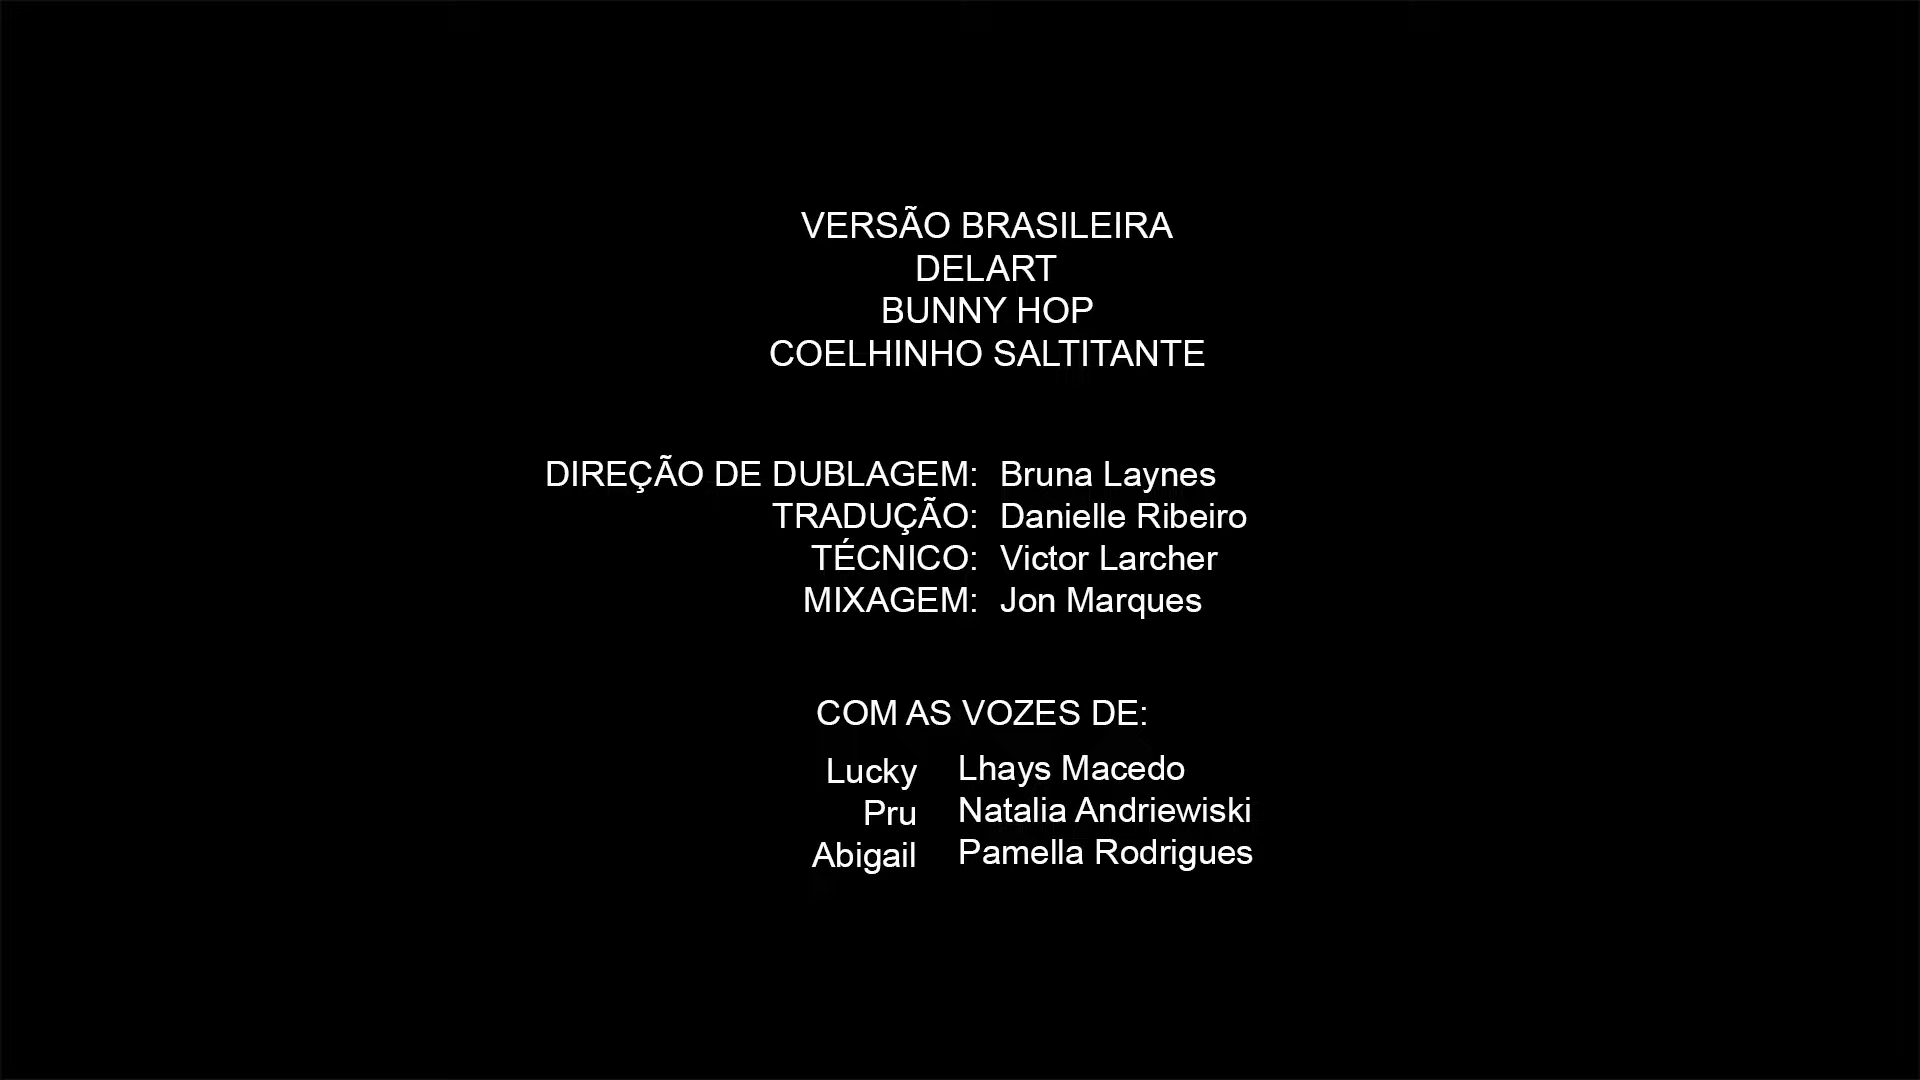 VERSÃO BRASILEIRA
DELART
BUNNY HOP
COELHINHO SALTITANTE
DIREÇÃO DE DUBLAGEM: Bruna Laynes
TRADUÇÃO: Danielle Ribeiro
TÉCNICO: Victor Larcher
MIXAGEM: Jon Marques
COM AS VOZES DE:
Lucky Lhays Macedo
Pru Natalia Andriewiski
Abigail Pamella Rodrigues